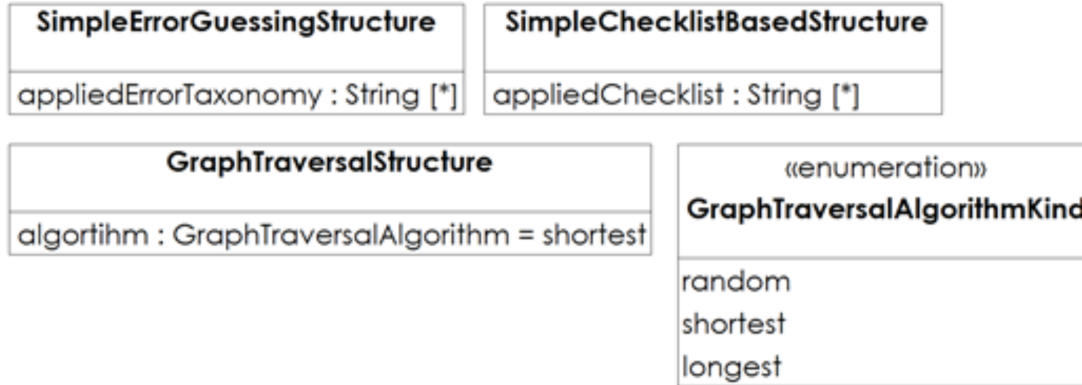 SimpleErrorGuessingStructure
appliedErrorTaxonomy : String [*]
SimpleChecklistBasedStructure
appliedChecklist : String [*]
GraphTraversalStructure
algortihm : GraphTraversalAlgorithm = shortest
«enumeration»
GraphTraversalAlgorithmKind
random
shortest
longest